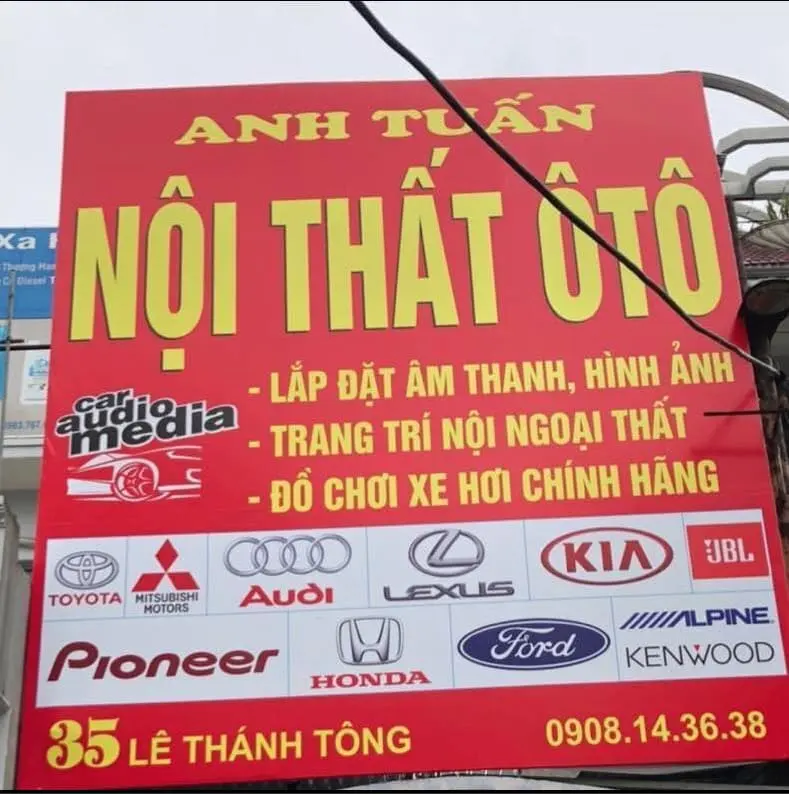 ANH TUẤN
NỘI THẤT ÔTÔ
- LẮP ĐẶT ÂM THANH, HÌNH ẢNH
- TRANG TRÍ NỘI NGOẠI THẤT
- ĐỒ CHƠI XE HƠI CHÍNH HÃNG
car
audio
media
TOYOTA
MITSUBISHI
MOTORS
Audi
LEXUS
KIA
JBL
Pioneer
HONDA
Ford
ALPINE
KENWOOD
35 LÊ THÁNH TÔNG
0908.14.36.38
Xa
Diesel